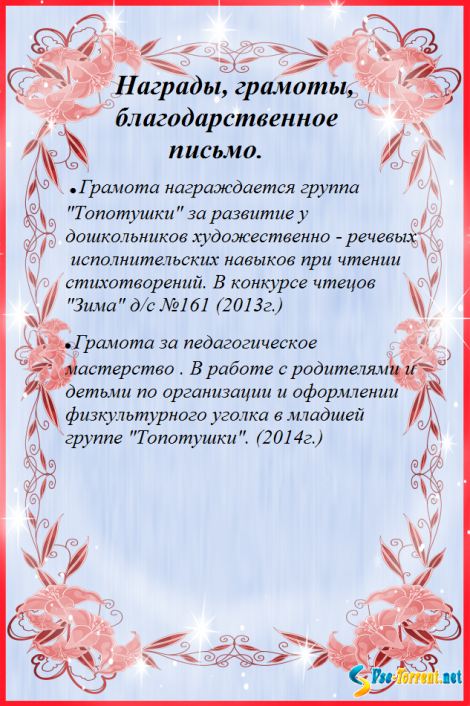 Награды, грамоты,
благодарственное
письмо.
•Грамота награждается группа
"Топотушки" за развитие у
дошкольников художественно - речевых
исполнительских навыков при чтении
стихотворений. В конкурсе чтецов
"Зима" д/с №161 (2013г.)
•Грамота за педагогическое
мастерство . В работе с родителями и
детьми по организации и оформлении
физкультурного уголка в младшей
группе "Топотушки". (2014г.)
Vse-Torrent.net